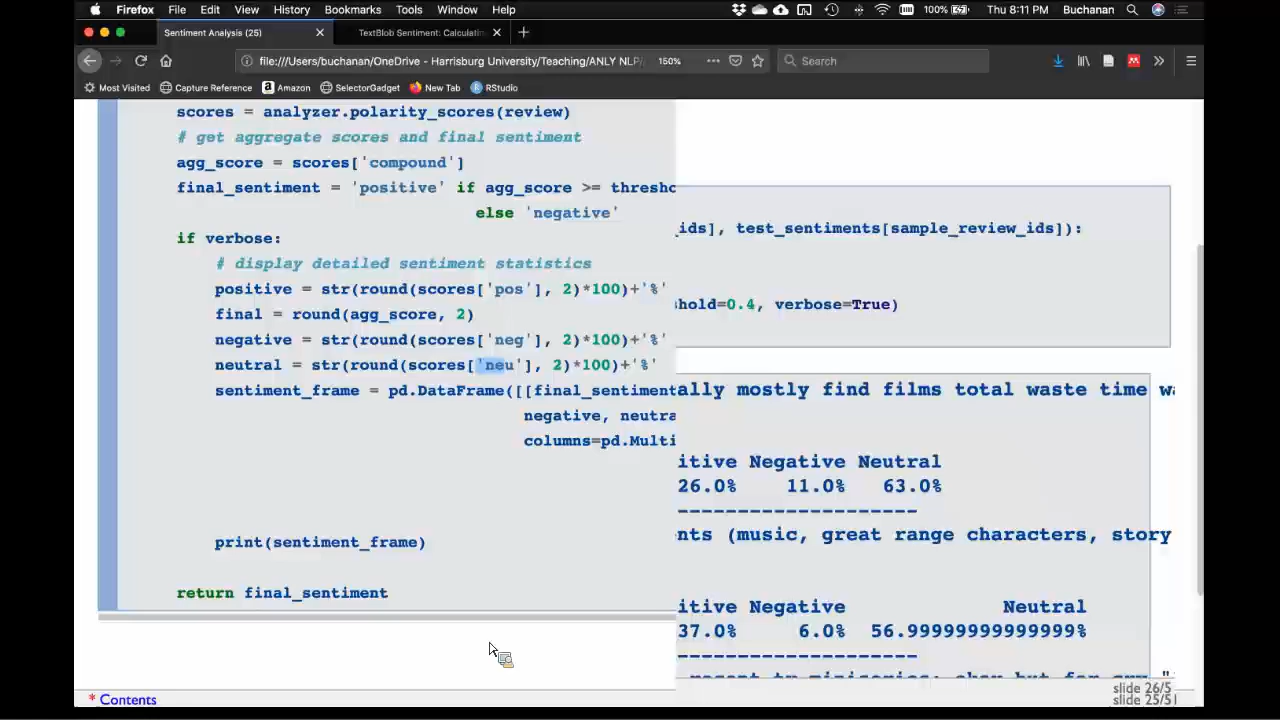 Firefox File Edit View History Bookmarks Tools Window Help 100% Thu 8:11 PM Buchanan
Sentiment Analysis (25) TextBlob Sentiment: Calculatin
file:///Users/buchanan/OneDrive - Harrisburg University/Teaching/ANLY NLP/ 150% Search
Most Visited Capture Reference Amazon SelectorGadget New Tab RStudio
scores = analyzer.polarity_scores(review)
# get aggregate scores and final sentiment
agg_score = scores['compound']
final_sentiment = 'positive' if agg_score >= thresho
else 'negative'
if verbose:
# display detailed sentiment statistics
positive = str(round(scores['pos'], 2)*100)+'%'
final = round(agg_score, 2)
negative = str(round(scores['neg'], 2)*100)+'%'
neutral = str(round(scores['neu'], 2)*100)+'%'
sentiment_frame = pd.DataFrame([[final_sentiment
negative, neutra
columns=pd.Multi
print(sentiment_frame)
return final_sentiment
_ids], test_sentiments[sample_review_ids]):
shold=0.4, verbose=True)
ally mostly find films total waste time wa
itive Negative Neutral
26.0% 11.0% 63.0%
--------------------
nts (music, great range characters, story
itive Negative Neutral
37.0% 6.0% 56.99999999999999%
--------------------
slide 26/5
* Contents
slide 25/51